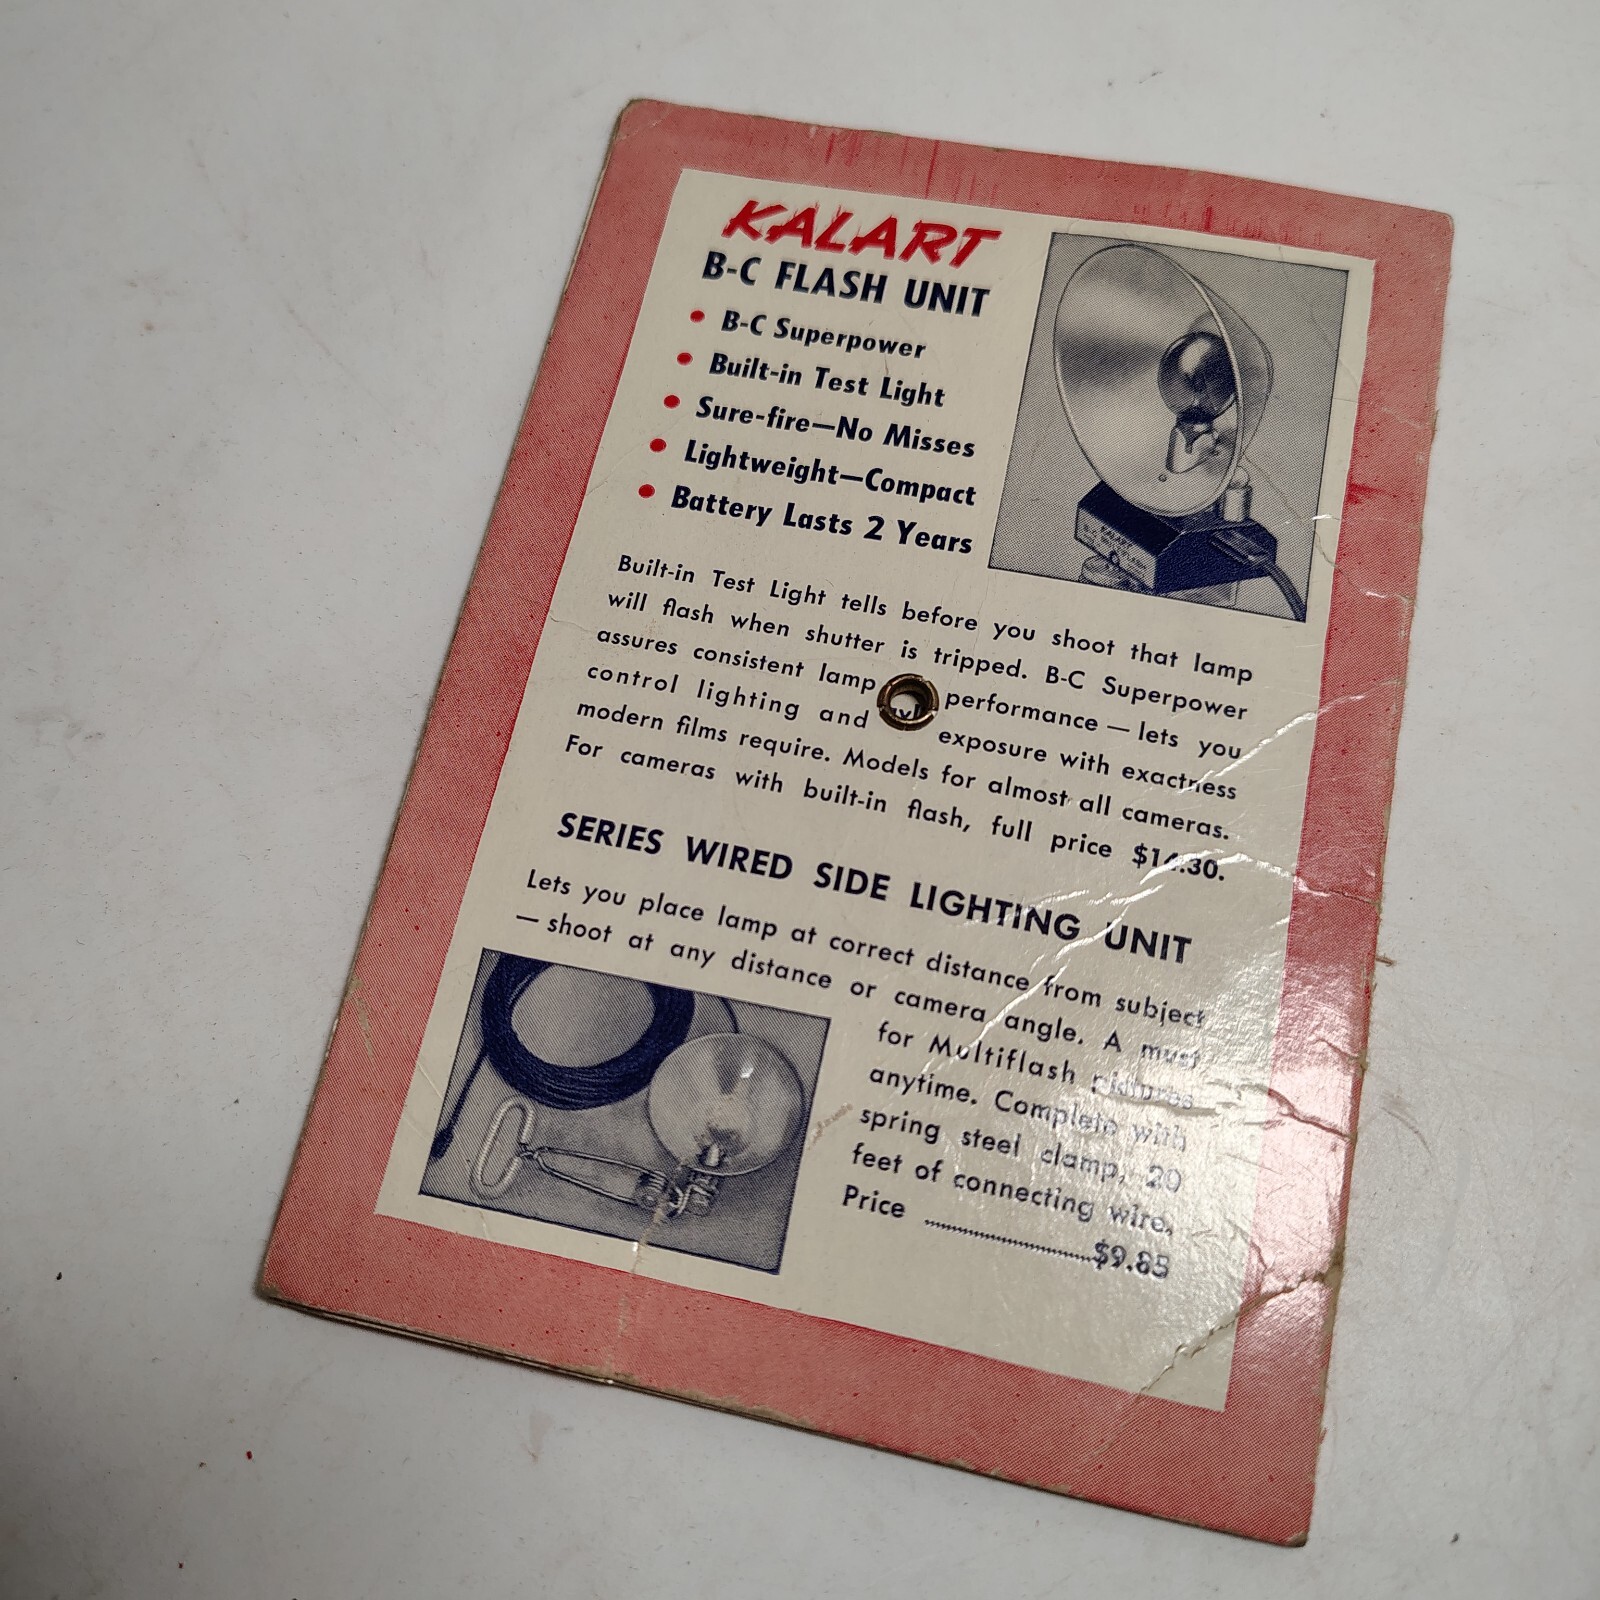 KALART
B-C FLASH UNIT
• B-C Superpower
• Built-in Test Light
• Sure-fire—No Misses
• Lightweight—Compact
• Battery Lasts 2 Years
KALART
Built-in Test Light tells before you shoot that lamp
will flash when shutter is tripped. B-C Superpower
assures consistent lamp performance — lets you
control lighting and exposure with exactness
modern films require. Models for almost all cameras.
For cameras with built-in flash, full price
SERIES WIRED SIDE LIGHTING UNIT
Lets you place lamp at correct distance from subject
— shoot at any distance or camera angle. A must
for Multiflash pictures
anytime. Complete with
spring steel clamp, 20
feet of connecting wire.
Price ........................$9.85